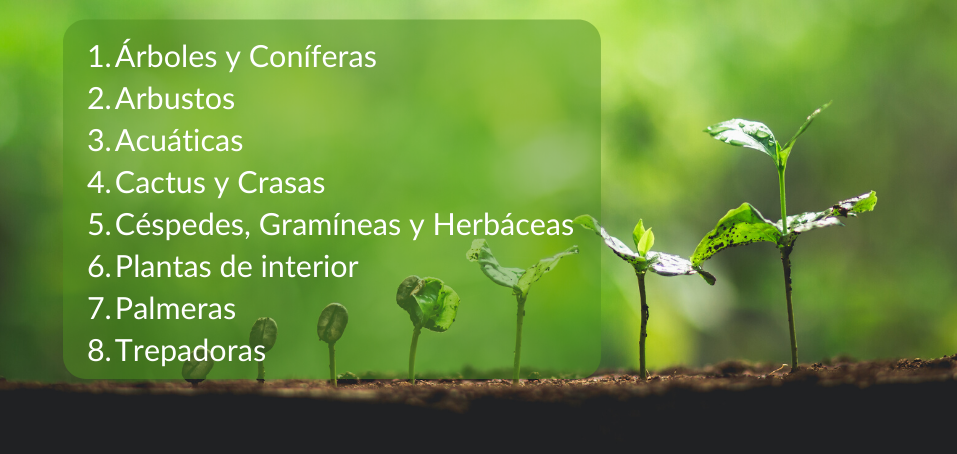 1. Árboles y Coníferas
2. Arbustos
3. Acuáticas
4. Cactus y Crasas
5. Céspedes, Gramíneas y Herbáceas
6. Plantas de interior
7. Palmeras
8. Trepadoras